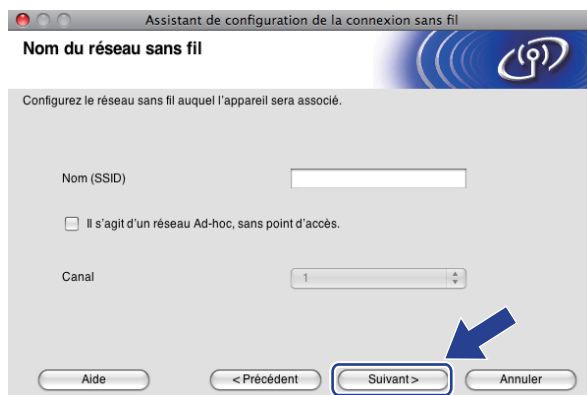 Assistant de configuration de la connexion sans fil
Nom du réseau sans fil
Configurez le réseau sans fil auquel l'appareil sera associé.
Nom (SSID)
Il s'agit d'un réseau Ad-hoc, sans point d'accès.
Canal
1
Aide
< Précédent
Suivant >
Annuler